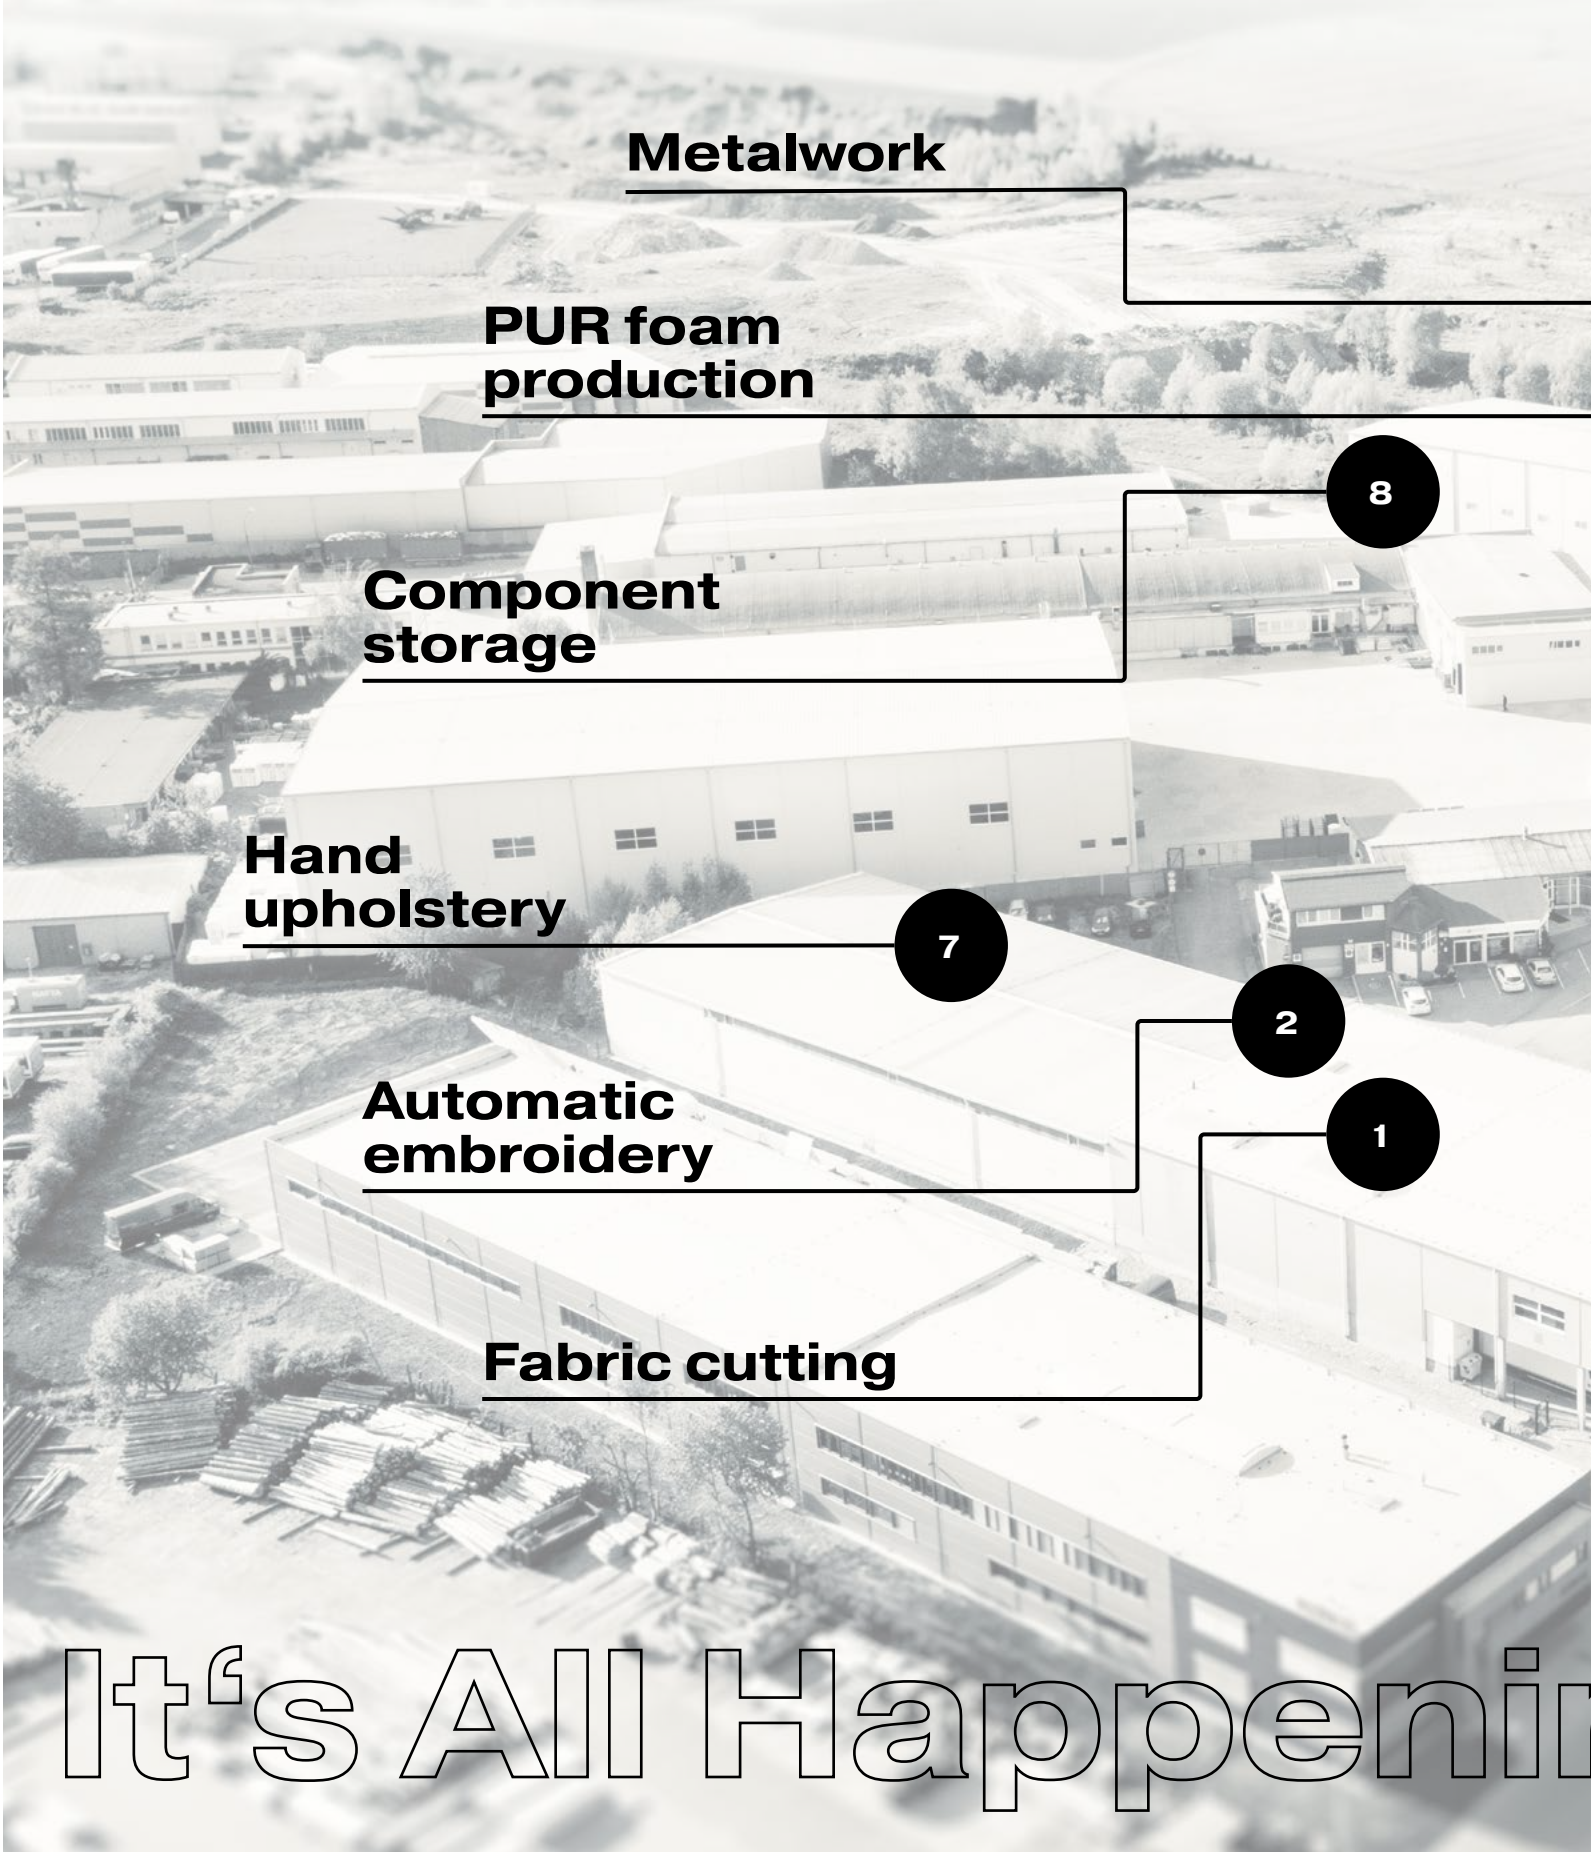 Metalwork
PUR foam
production
8
Component
storage
Hand
upholstery
7
2
Automatic
embroidery
1
Fabric cutting
It‘s All Happenin